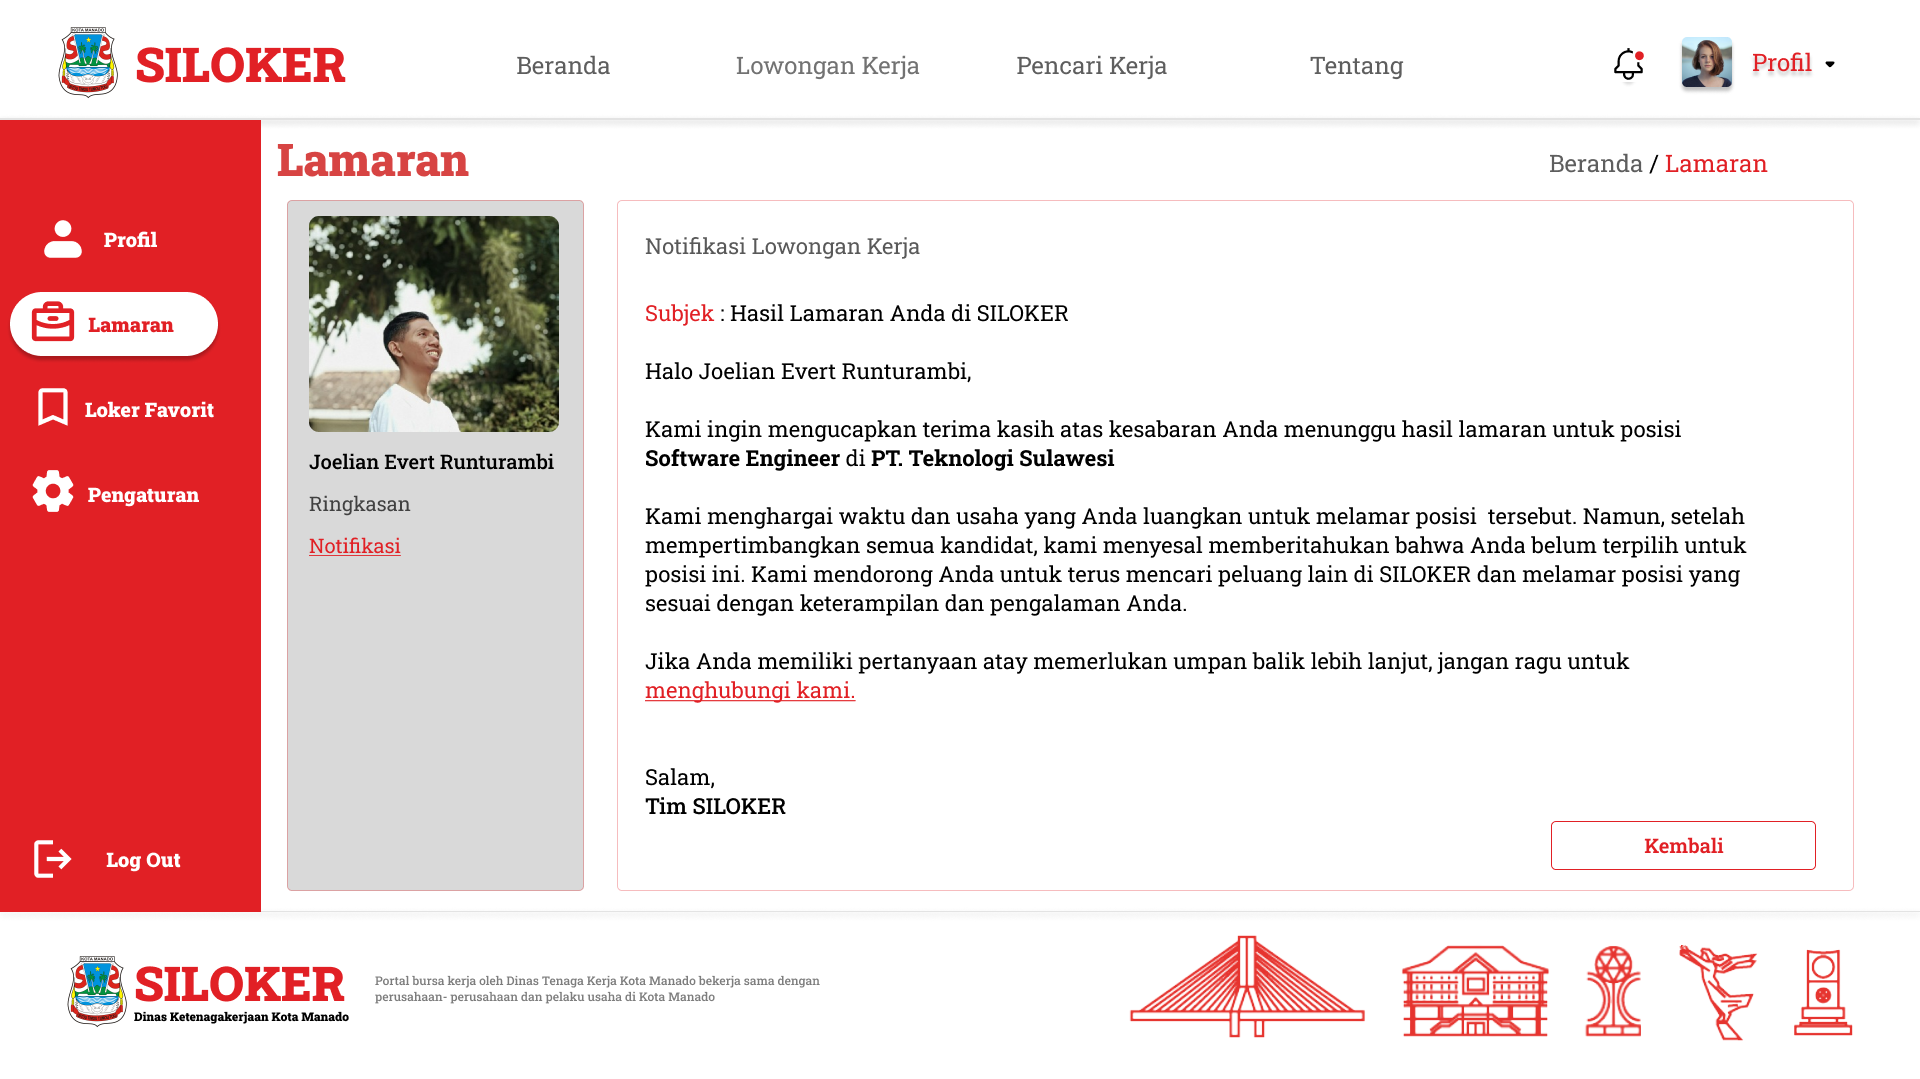 KOTA MANADO
SILOKER
Beranda
Lowongan Kerja
Pencari Kerja
Tentang
Profil
Lamaran
Beranda / Lamaran
Profil
Lamaran
Loker Favorit
Pengaturan
Log Out
Joelian Evert Runturambi
Ringkasan
Notifikasi
Notifikasi Lowongan Kerja
Subjek : Hasil Lamaran Anda di SILOKER
Halo Joelian Evert Runturambi,
Kami ingin mengucapkan terima kasih atas kesabaran Anda menunggu hasil lamaran untuk posisi
Software Engineer di PT. Teknologi Sulawesi
Kami menghargai waktu dan usaha yang Anda luangkan untuk melamar posisi  tersebut. Namun, setelah
mempertimbangkan semua kandidat, kami menyesal memberitahukan bahwa Anda belum terpilih untuk
posisi ini. Kami mendorong Anda untuk terus mencari peluang lain di SILOKER dan melamar posisi yang
sesuai dengan keterampilan dan pengalaman Anda.
Jika Anda memiliki pertanyaan atay memerlukan umpan balik lebih lanjut, jangan ragu untuk
menghubungi kami.
Salam,
Tim SILOKER
Kembali
KOTA MANADO
SILOKER
Dinas Ketenagakerjaan Kota Manado
Portal bursa kerja oleh Dinas Tenaga Kerja Kota Manado bekerja sama dengan
perusahaan- perusahaan dan pelaku usaha di Kota Manado